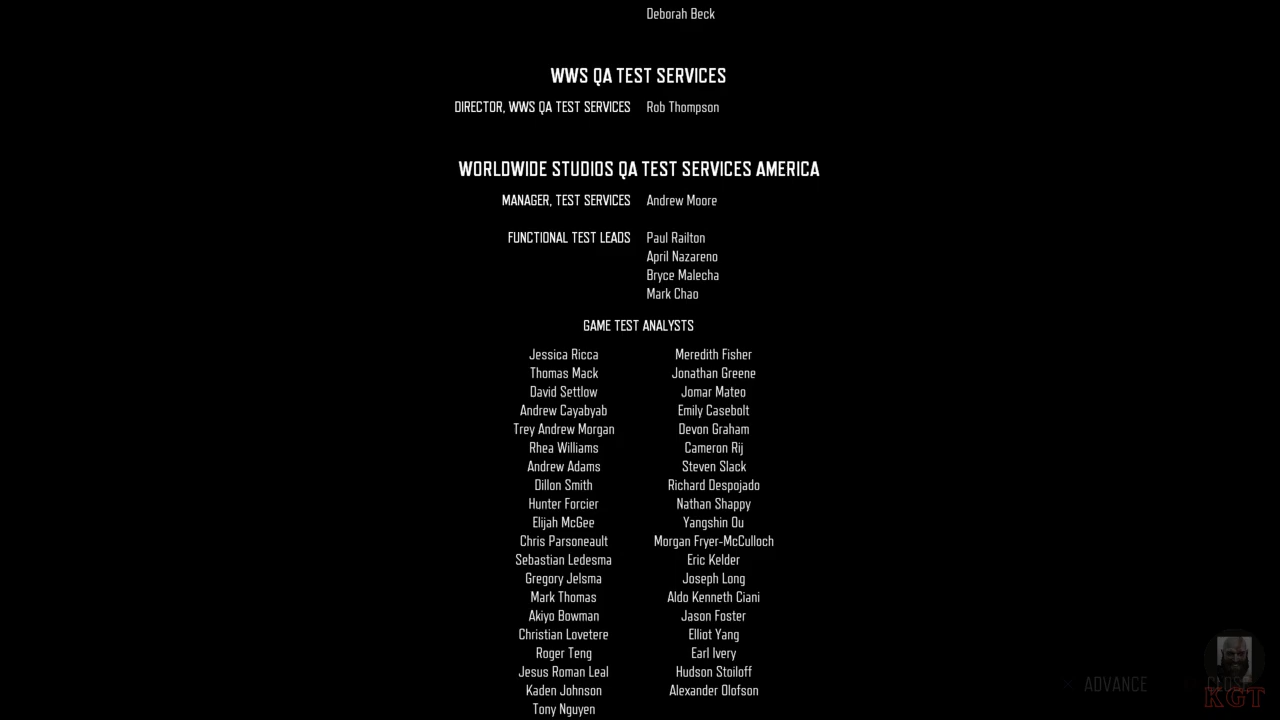 Deborah Beck
WWS QA TEST SERVICES
DIRECTOR, WWS QA TEST SERVICES Rob Thompson
WORLDWIDE STUDIOS QA TEST SERVICES AMERICA
MANAGER, TEST SERVICES Andrew Moore
FUNCTIONAL TEST LEADS Paul Railton
April Nazareno
Bryce Malecha
Mark Chao
GAME TEST ANALYSTS
Jessica Ricca Meredith Fisher
Thomas Mack Jonathan Greene
David Settlow Jomar Mateo
Andrew Cayabyab Emily Casebolt
Trey Andrew Morgan Devon Graham
Rhea Williams Cameron Rij
Andrew Adams Steven Slack
Dillon Smith Richard Despojado
Hunter Forcier Nathan Shappy
Elijah McGee Yangshin Ou
Chris Parsoneault Morgan Fryer-McCulloch
Sebastian Ledesma Eric Kelder
Gregory Jelsma Joseph Long
Mark Thomas Aldo Kenneth Ciani
Akiyo Bowman Jason Foster
Christian Lovetere Elliot Yang
Roger Teng Earl Ivery
Jesus Roman Leal Hudson Stoiloff
Kaden Johnson Alexander Olofson
Tony Nguyen
ADVANCE CLOSE
KGT